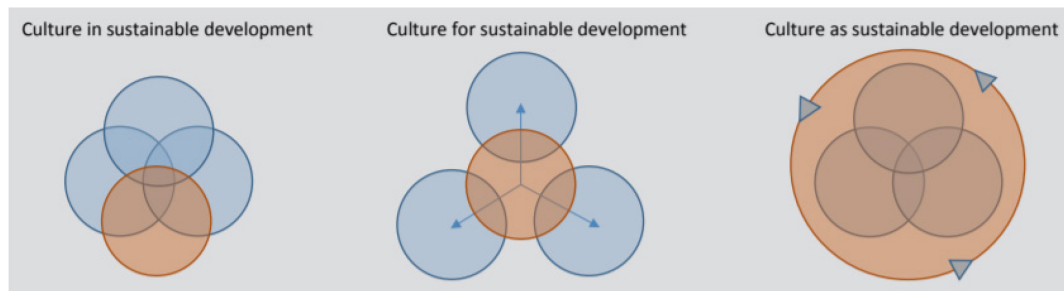 Culture in sustainable development
Culture for sustainable development
Culture as sustainable development